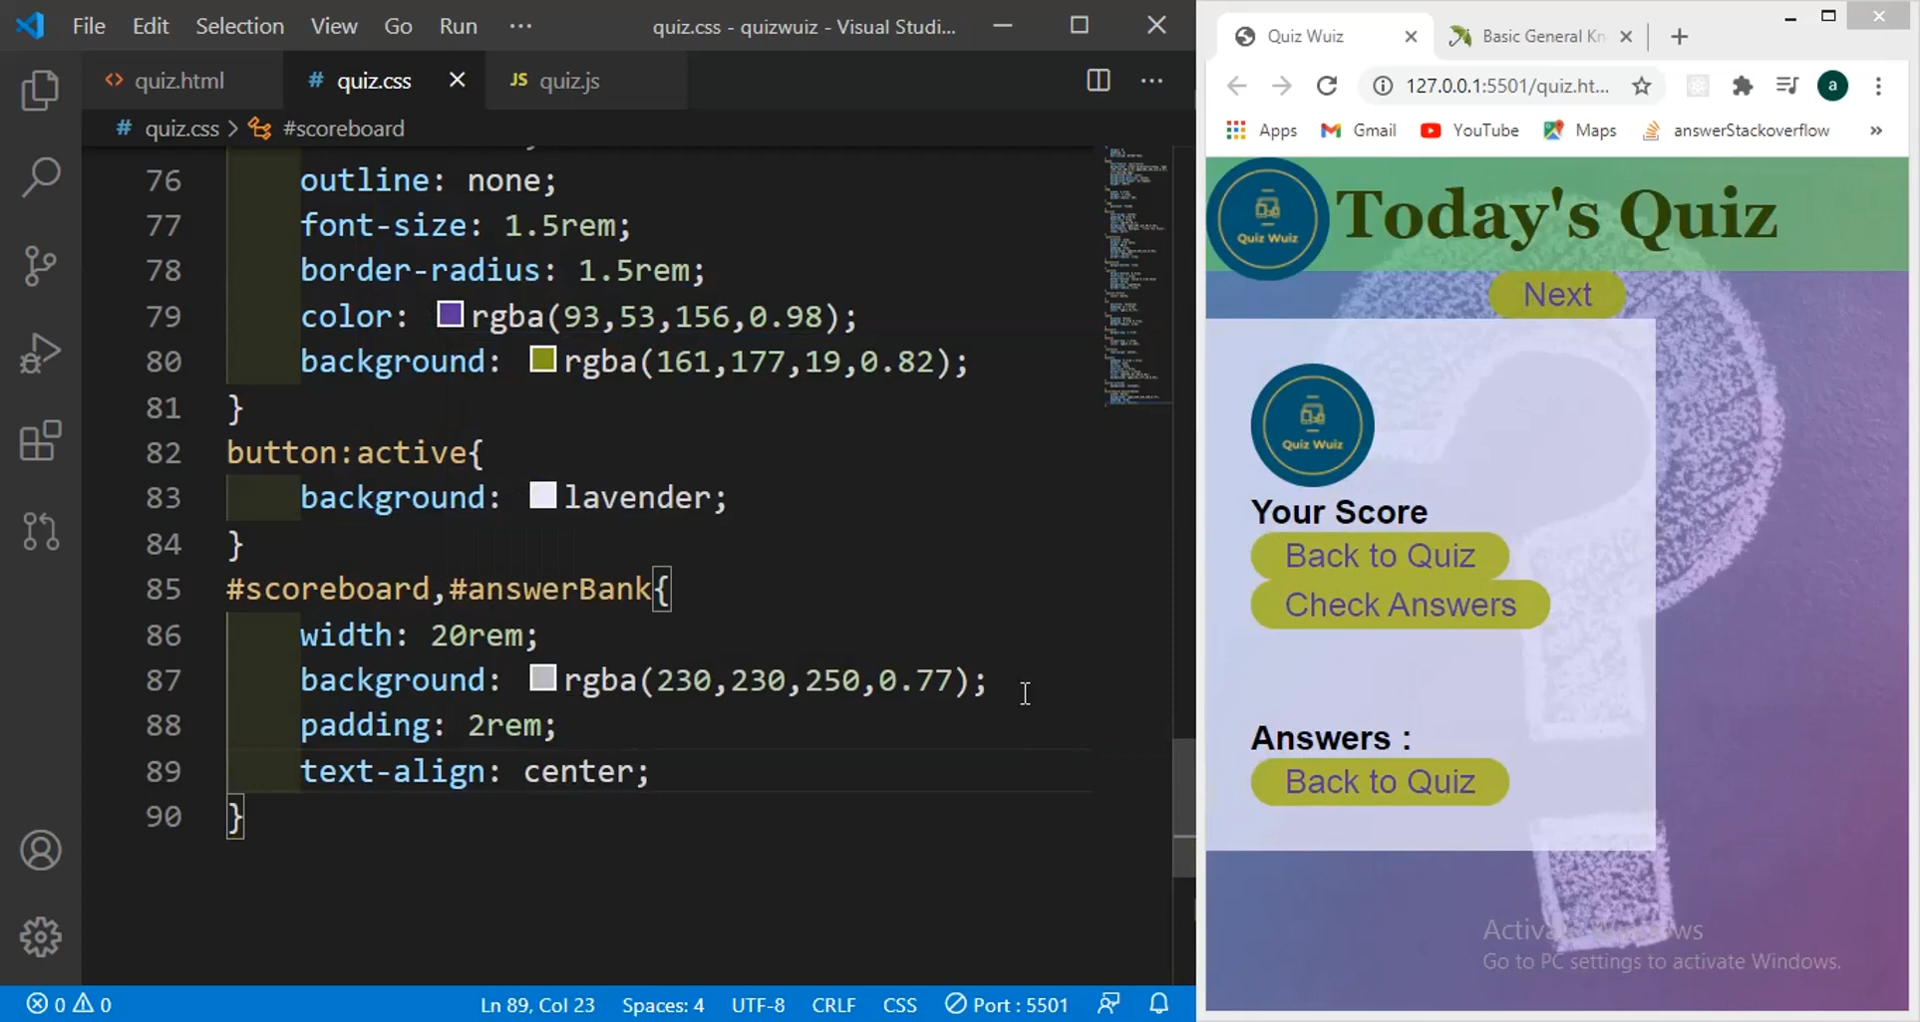 File Edit Selection View Go Run ··· quiz.css - quizwuiz - Visual Studi...
<> quiz.html # quiz.css JS quiz.js
# quiz.css > #scoreboard
76 outline: none;
77 font-size: 1.5rem;
78 border-radius: 1.5rem;
79 color: rgba(93,53,156,0.98);
80 background: rgba(161,177,19,0.82);
81 }
82 button:active{
83 background: lavender;
84 }
85 #scoreboard,#answerBank{
86 width: 20rem;
87 background: rgba(230,230,250,0.77);
88 padding: 2rem;
89 text-align: center;
90 }
0 0 Ln 89, Col 23 Spaces: 4 UTF-8 CRLF CSS Port : 5501
Quiz Wuiz Basic General Kn
127.0.0.1:5501/quiz.ht... a
Apps Gmail YouTube Maps answerStackoverflow »
Quiz Wuiz
Today's Quiz
Next
Quiz Wuiz
Your Score
Back to Quiz
Check Answers
Answers :
Back to Quiz
Activate Windows
Go to PC settings to activate Windows.